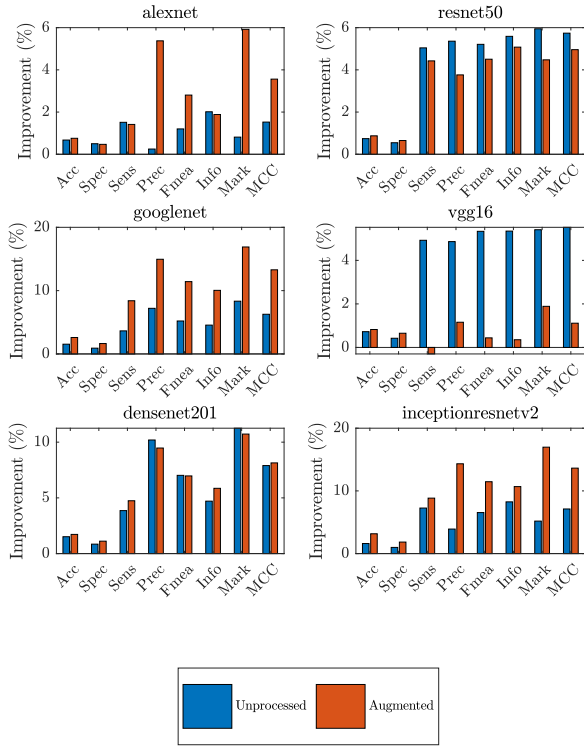 alexnet
Improvement (%)
6
4
2
0
Acc Spec Sens Prec Fmea Info Mark MCC
resnet50
Improvement (%)
6
4
2
0
Acc Spec Sens Prec Fmea Info Mark MCC
googlenet
Improvement (%)
20
10
0
Acc Spec Sens Prec Fmea Info Mark MCC
vgg16
Improvement (%)
4
2
0
Acc Spec Sens Prec Fmea Info Mark MCC
densenet201
Improvement (%)
10
5
0
Acc Spec Sens Prec Fmea Info Mark MCC
inceptionresnetv2
Improvement (%)
20
10
0
Acc Spec Sens Prec Fmea Info Mark MCC
Unprocessed Augmented